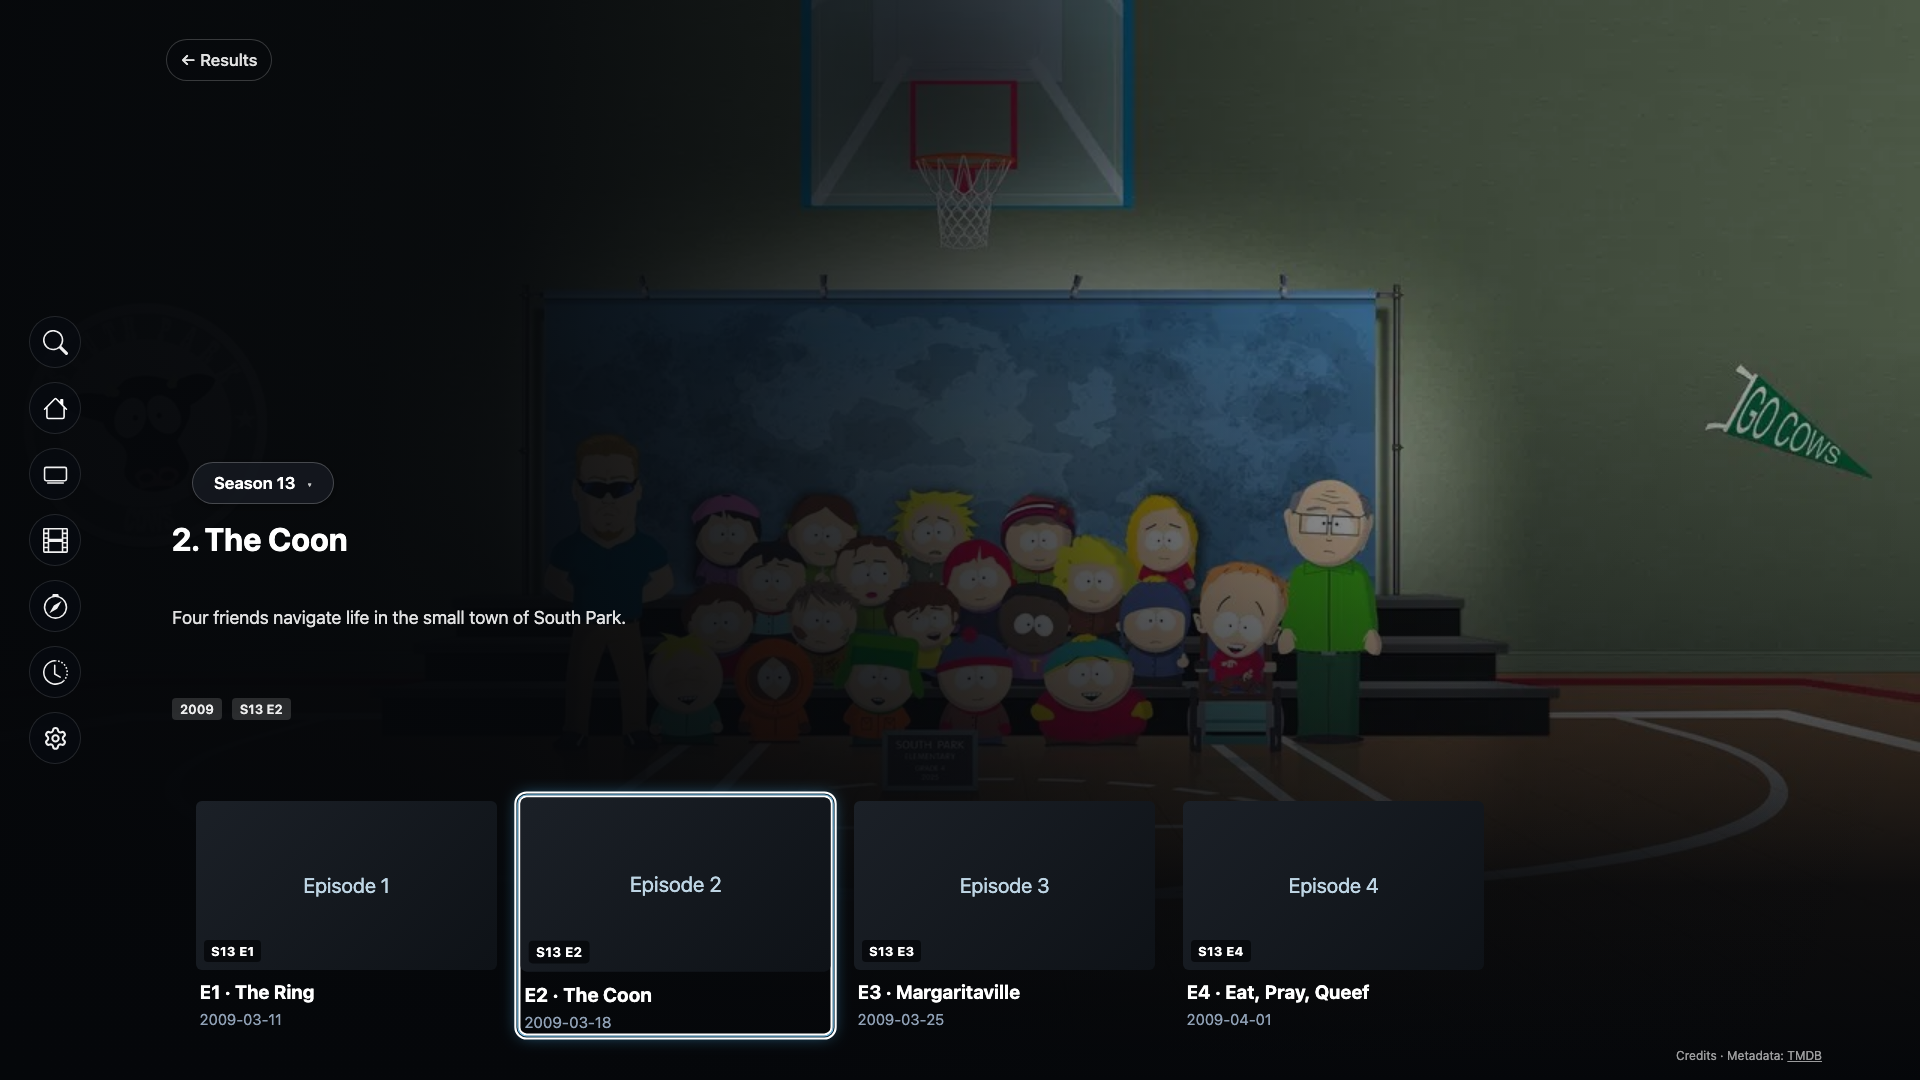 ← Results
GO COWS
Season 13
2. The Coon
Four friends navigate life in the small town of South Park.
2009
S13 E2
SOUTH PARK
ELEMENTARY
Episode 1
S13 E1
E1 · The Ring
2009-03-11
Episode 2
S13 E2
E2 · The Coon
2009-03-18
Episode 3
S13 E3
E3 · Margaritaville
2009-03-25
Episode 4
S13 E4
E4 · Eat, Pray, Queef
2009-04-01
Credits · Metadata: TMDB